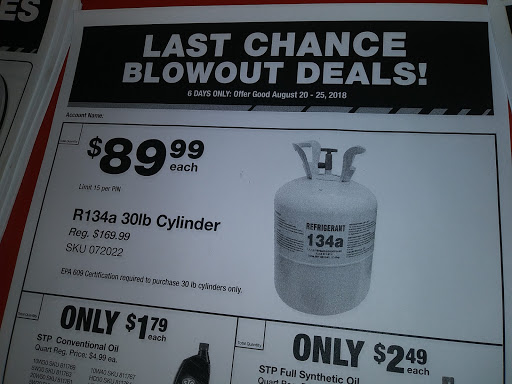 ES
LAST CHANCE
BLOWOUT DEALS!
6 DAYS ONLY: Offer Good August 20 - 25, 2018
Account Name:
$89.99
each
Limit 15 per PIN
R134a 30lb Cylinder
Reg. $169.99
SKU 072022
EPA 609 Certification required to purchase 30 lb cylinders only.
REFRIGERANT
134a
ONLY $1.79
each
STP Conventional Oil
Quart Reg. Price: $4.99 ea.
ONLY $2.49
each
STP Full Synthetic Oil